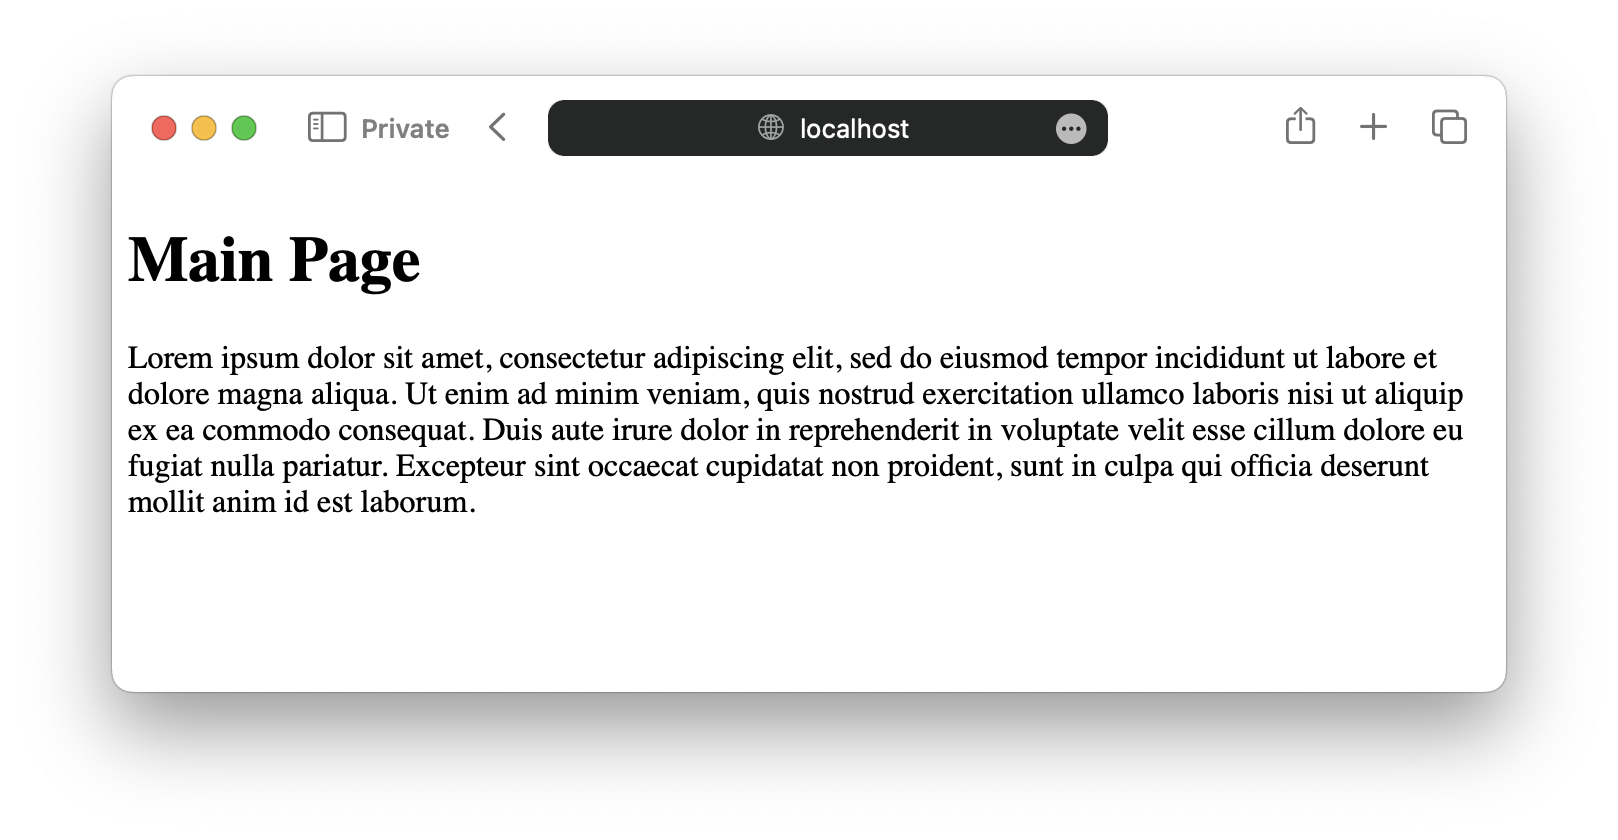 Private
localhost
Main Page
Lorem ipsum dolor sit amet, consectetur adipiscing elit, sed do eiusmod tempor incididunt ut labore et
dolore magna aliqua. Ut enim ad minim veniam, quis nostrud exercitation ullamco laboris nisi ut aliquip
ex ea commodo consequat. Duis aute irure dolor in reprehenderit in voluptate velit esse cillum dolore eu
fugiat nulla pariatur. Excepteur sint occaecat cupidatat non proident, sunt in culpa qui officia deserunt
mollit anim id est laborum.